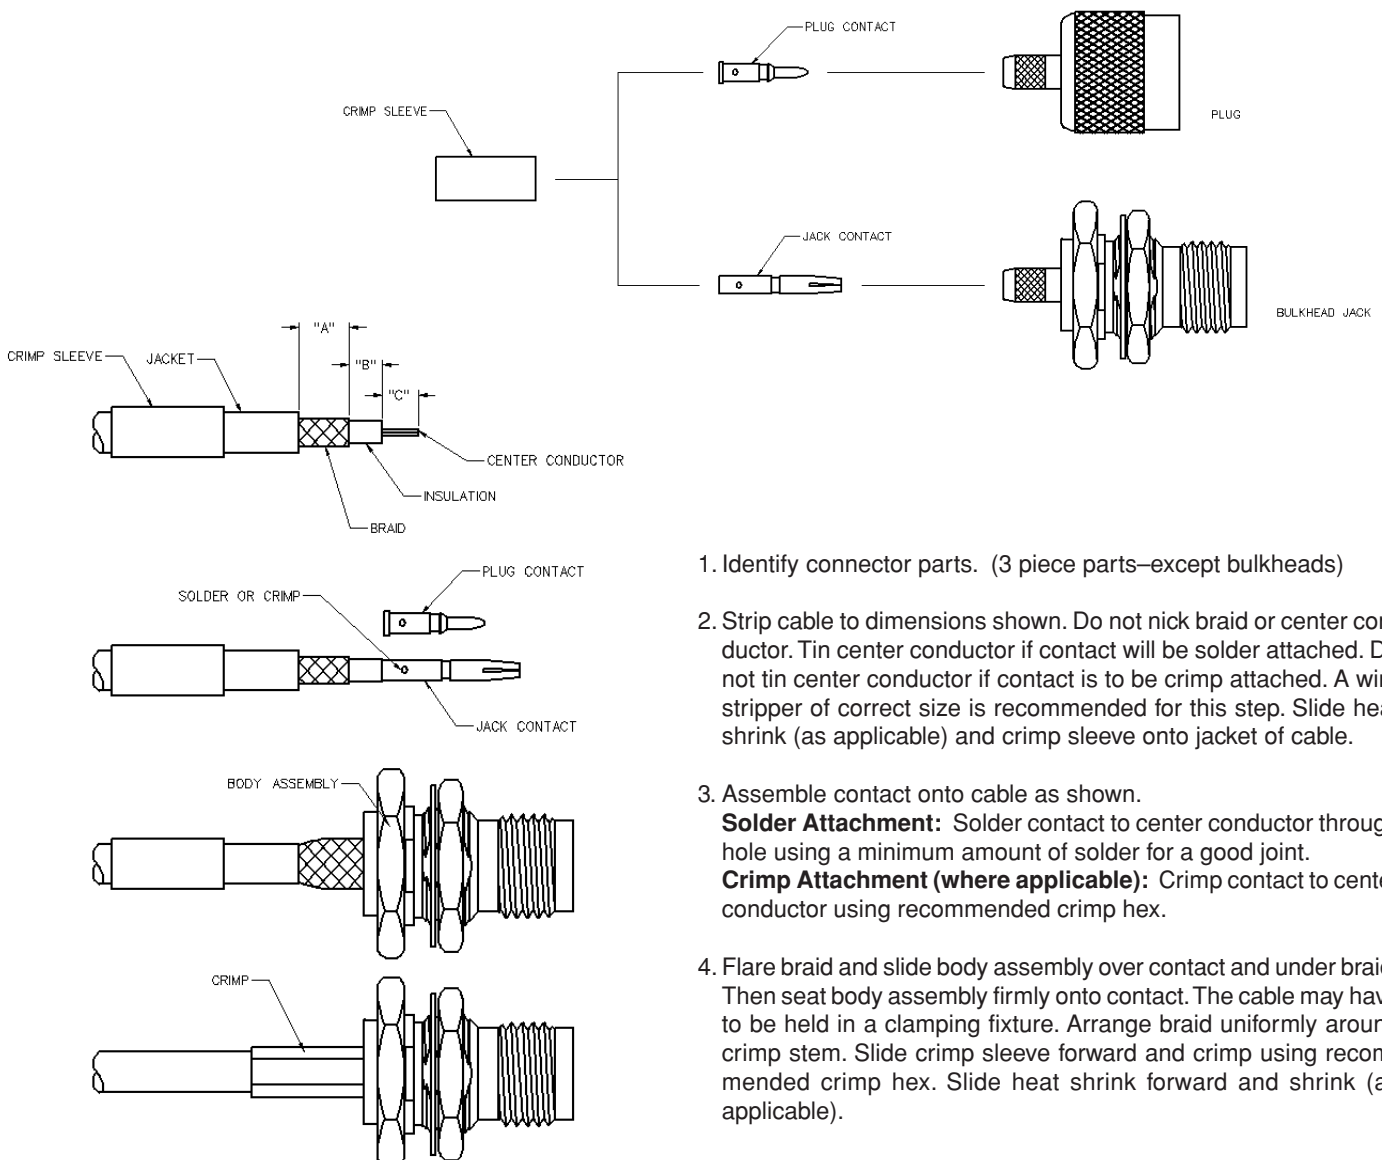 PLUG CONTACT
CRIMP SLEEVE
PLUG
JACK CONTACT
BULKHEAD JACK
"A"
CRIMP SLEEVE
JACKET
"B"
"C"
CENTER CONDUCTOR
INSULATION
BRAID
PLUG CONTACT
SOLDER OR CRIMP
JACK CONTACT
BODY ASSEMBLY
CRIMP
1. Identify connector parts. (3 piece parts–except bulkheads)
2. Strip cable to dimensions shown. Do not nick braid or center con
ductor. Tin center conductor if contact will be solder attached. D
not tin center conductor if contact is to be crimp attached. A wir
stripper of correct size is recommended for this step. Slide hea
shrink (as applicable) and crimp sleeve onto jacket of cable.
3. Assemble contact onto cable as shown.
Solder Attachment: Solder contact to center conductor throug
hole using a minimum amount of solder for a good joint.
Crimp Attachment (where applicable): Crimp contact to cente
conductor using recommended crimp hex.
4. Flare braid and slide body assembly over contact and under braid
Then seat body assembly firmly onto contact. The cable may hav
to be held in a clamping fixture. Arrange braid uniformly aroun
crimp stem. Slide crimp sleeve forward and crimp using recom
mended crimp hex. Slide heat shrink forward and shrink (a
applicable).